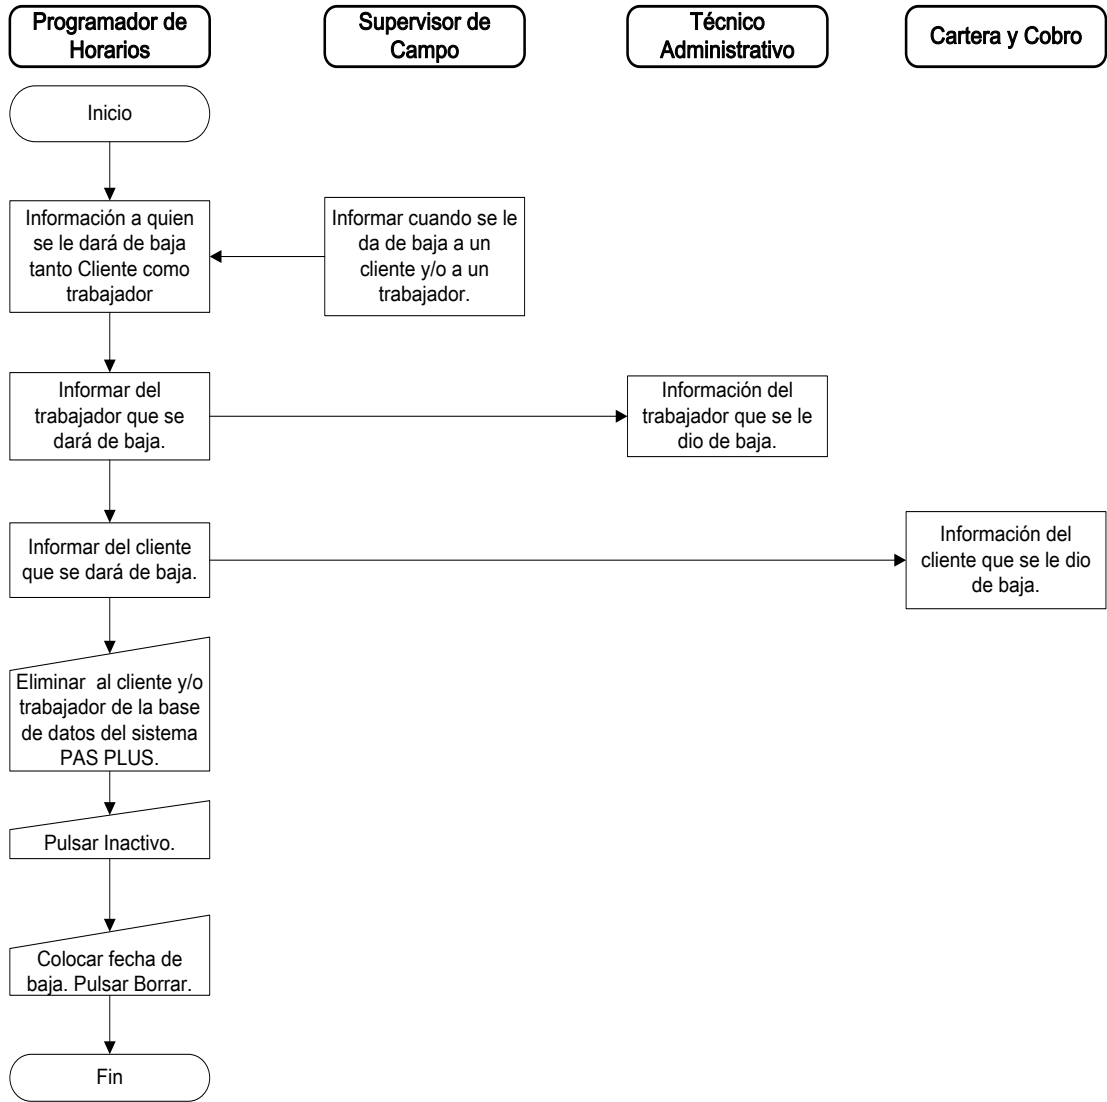 Programador de
Horarios
Supervisor de
Campo
Técnico
Administrativo
Cartera y Cobro
Inicio
Información a quien
se le dará de baja
tanto Cliente como
trabajador
Informar cuando se le
da de baja a un
cliente y/o a un
trabajador.
Informar del
trabajador que se
dará de baja.
Información del
trabajador que se le
dio de baja.
Informar del cliente
que se dará de baja.
Información del
cliente que se le dio
de baja.
Eliminar al cliente y/o
trabajador de la base
de datos del sistema
PAS PLUS.
Pulsar Inactivo.
Colocar fecha de
baja. Pulsar Borrar.
Fin